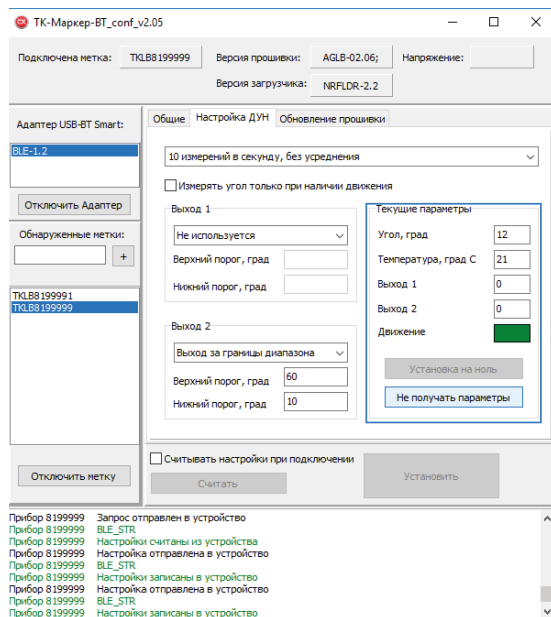 ТК-Маркер-BT_conf_v2.05
Подключена метка: TKLB8199999 Версия прошивки: AGLB-02.06; Напряжение:
Версия загрузчика: NRFLDR-2.2
Адаптер USB-BT Smart:
BLE-1.2
Отключить Адаптер
Обнаруженные метки:
+
TKLB8199991
TKLB8199999
Отключить метку
Общие Настройка ДУН Обновление прошивки
10 измерений в секунду, без усреднения
Измерять угол только при наличии движения
Выход 1
Не используется
Верхний порог, град
Нижний порог, град
Выход 2
Выход за границы диапазона
Верхний порог, град 60
Нижний порог, град 10
Текущие параметры
Угол, град 12
Температура, град С 21
Выход 1 0
Выход 2 0
Движение
Установка на ноль
Не получать параметры
Считывать настройки при подключении
Считать
Установить
Прибор 8199999 Запрос отправлен в устройство
Прибор 8199999 BLE_STR
Прибор 8199999 Настройки считаны из устройства
Прибор 8199999 Настройка отправлена в устройство
Прибор 8199999 BLE_STR
Прибор 8199999 Настройки записаны в устройство
Прибор 8199999 Настройка отправлена в устройство
Прибор 8199999 BLE_STR
Прибор 8199999 Настройки записаны в устройство